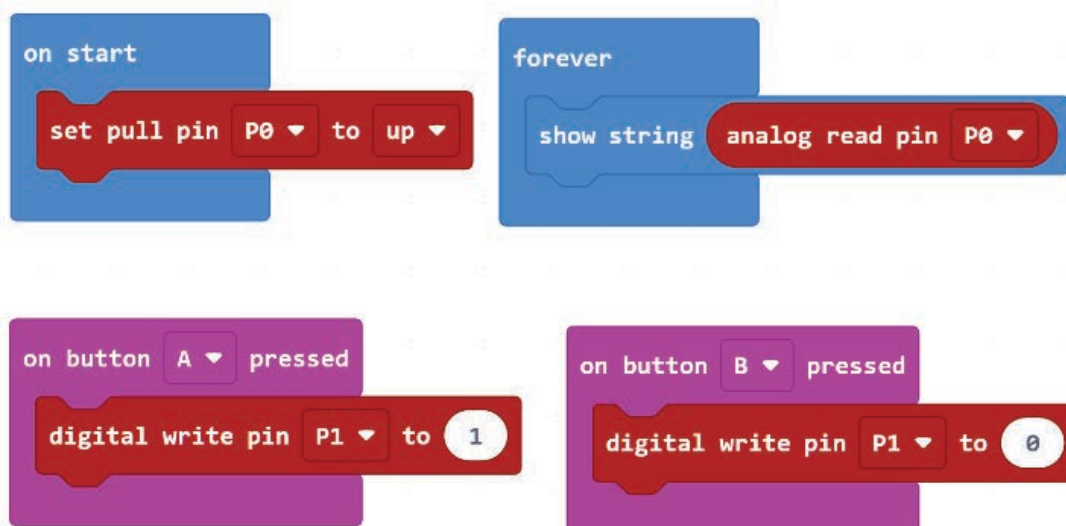 on start
set pull pin P0 to up
forever
show string analog read pin P0
on button A pressed
digital write pin P1 to 1
on button B pressed
digital write pin P1 to 0